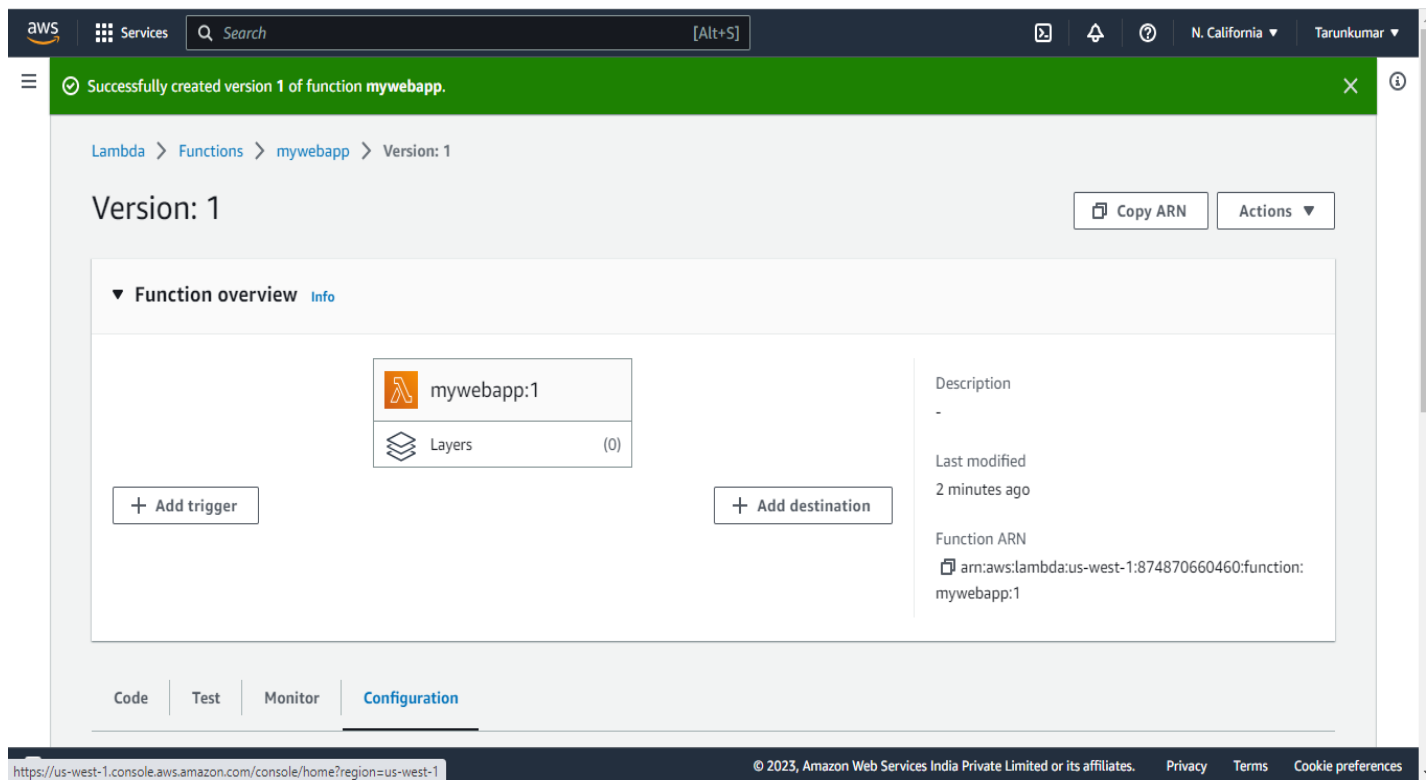 aws Services Search [Alt+S] N. California ▼ Tarunkumar ▼
Successfully created version 1 of function mywebapp.
Lambda > Functions > mywebapp > Version: 1
Version: 1
Copy ARN Actions ▼
▼ Function overview Info
mywebapp:1
Layers (0)
+ Add trigger
+ Add destination
Description
-
Last modified
2 minutes ago
Function ARN
arn:aws:lambda:us-west-1:874870660460:function:
mywebapp:1
Code Test Monitor Configuration
https://us-west-1.console.aws.amazon.com/console/home?region=us-west-1 © 2023, Amazon Web Services India Private Limited or its affiliates. Privacy Terms Cookie preferences